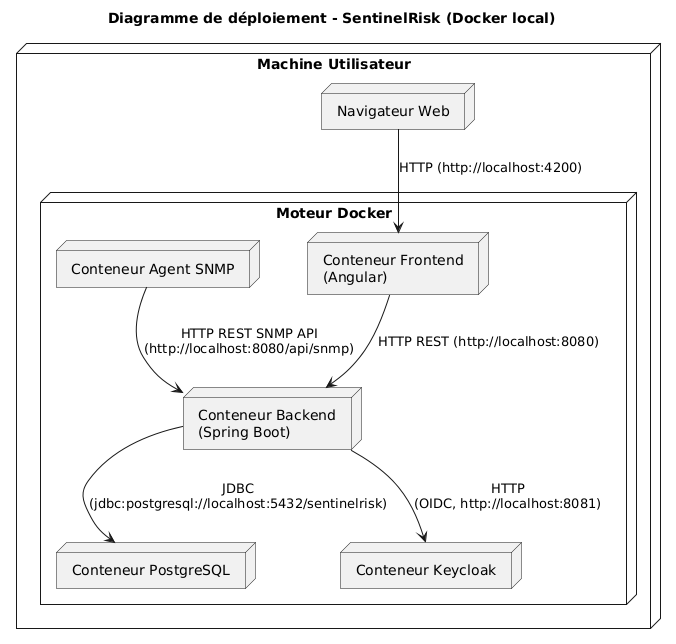 Diagramme de déploiement - SentinelRisk (Docker local)
Machine Utilisateur
Navigateur Web
HTTP (http://localhost:4200)
Moteur Docker
Conteneur Agent SNMP
Conteneur Frontend
(Angular)
HTTP REST SNMP API
(http://localhost:8080/api/snmp)
HTTP REST (http://localhost:8080)
Conteneur Backend
(Spring Boot)
JDBC
(jdbc:postgresql://localhost:5432/sentinelrisk)
HTTP
(OIDC, http://localhost:8081)
Conteneur PostgreSQL
Conteneur Keycloak